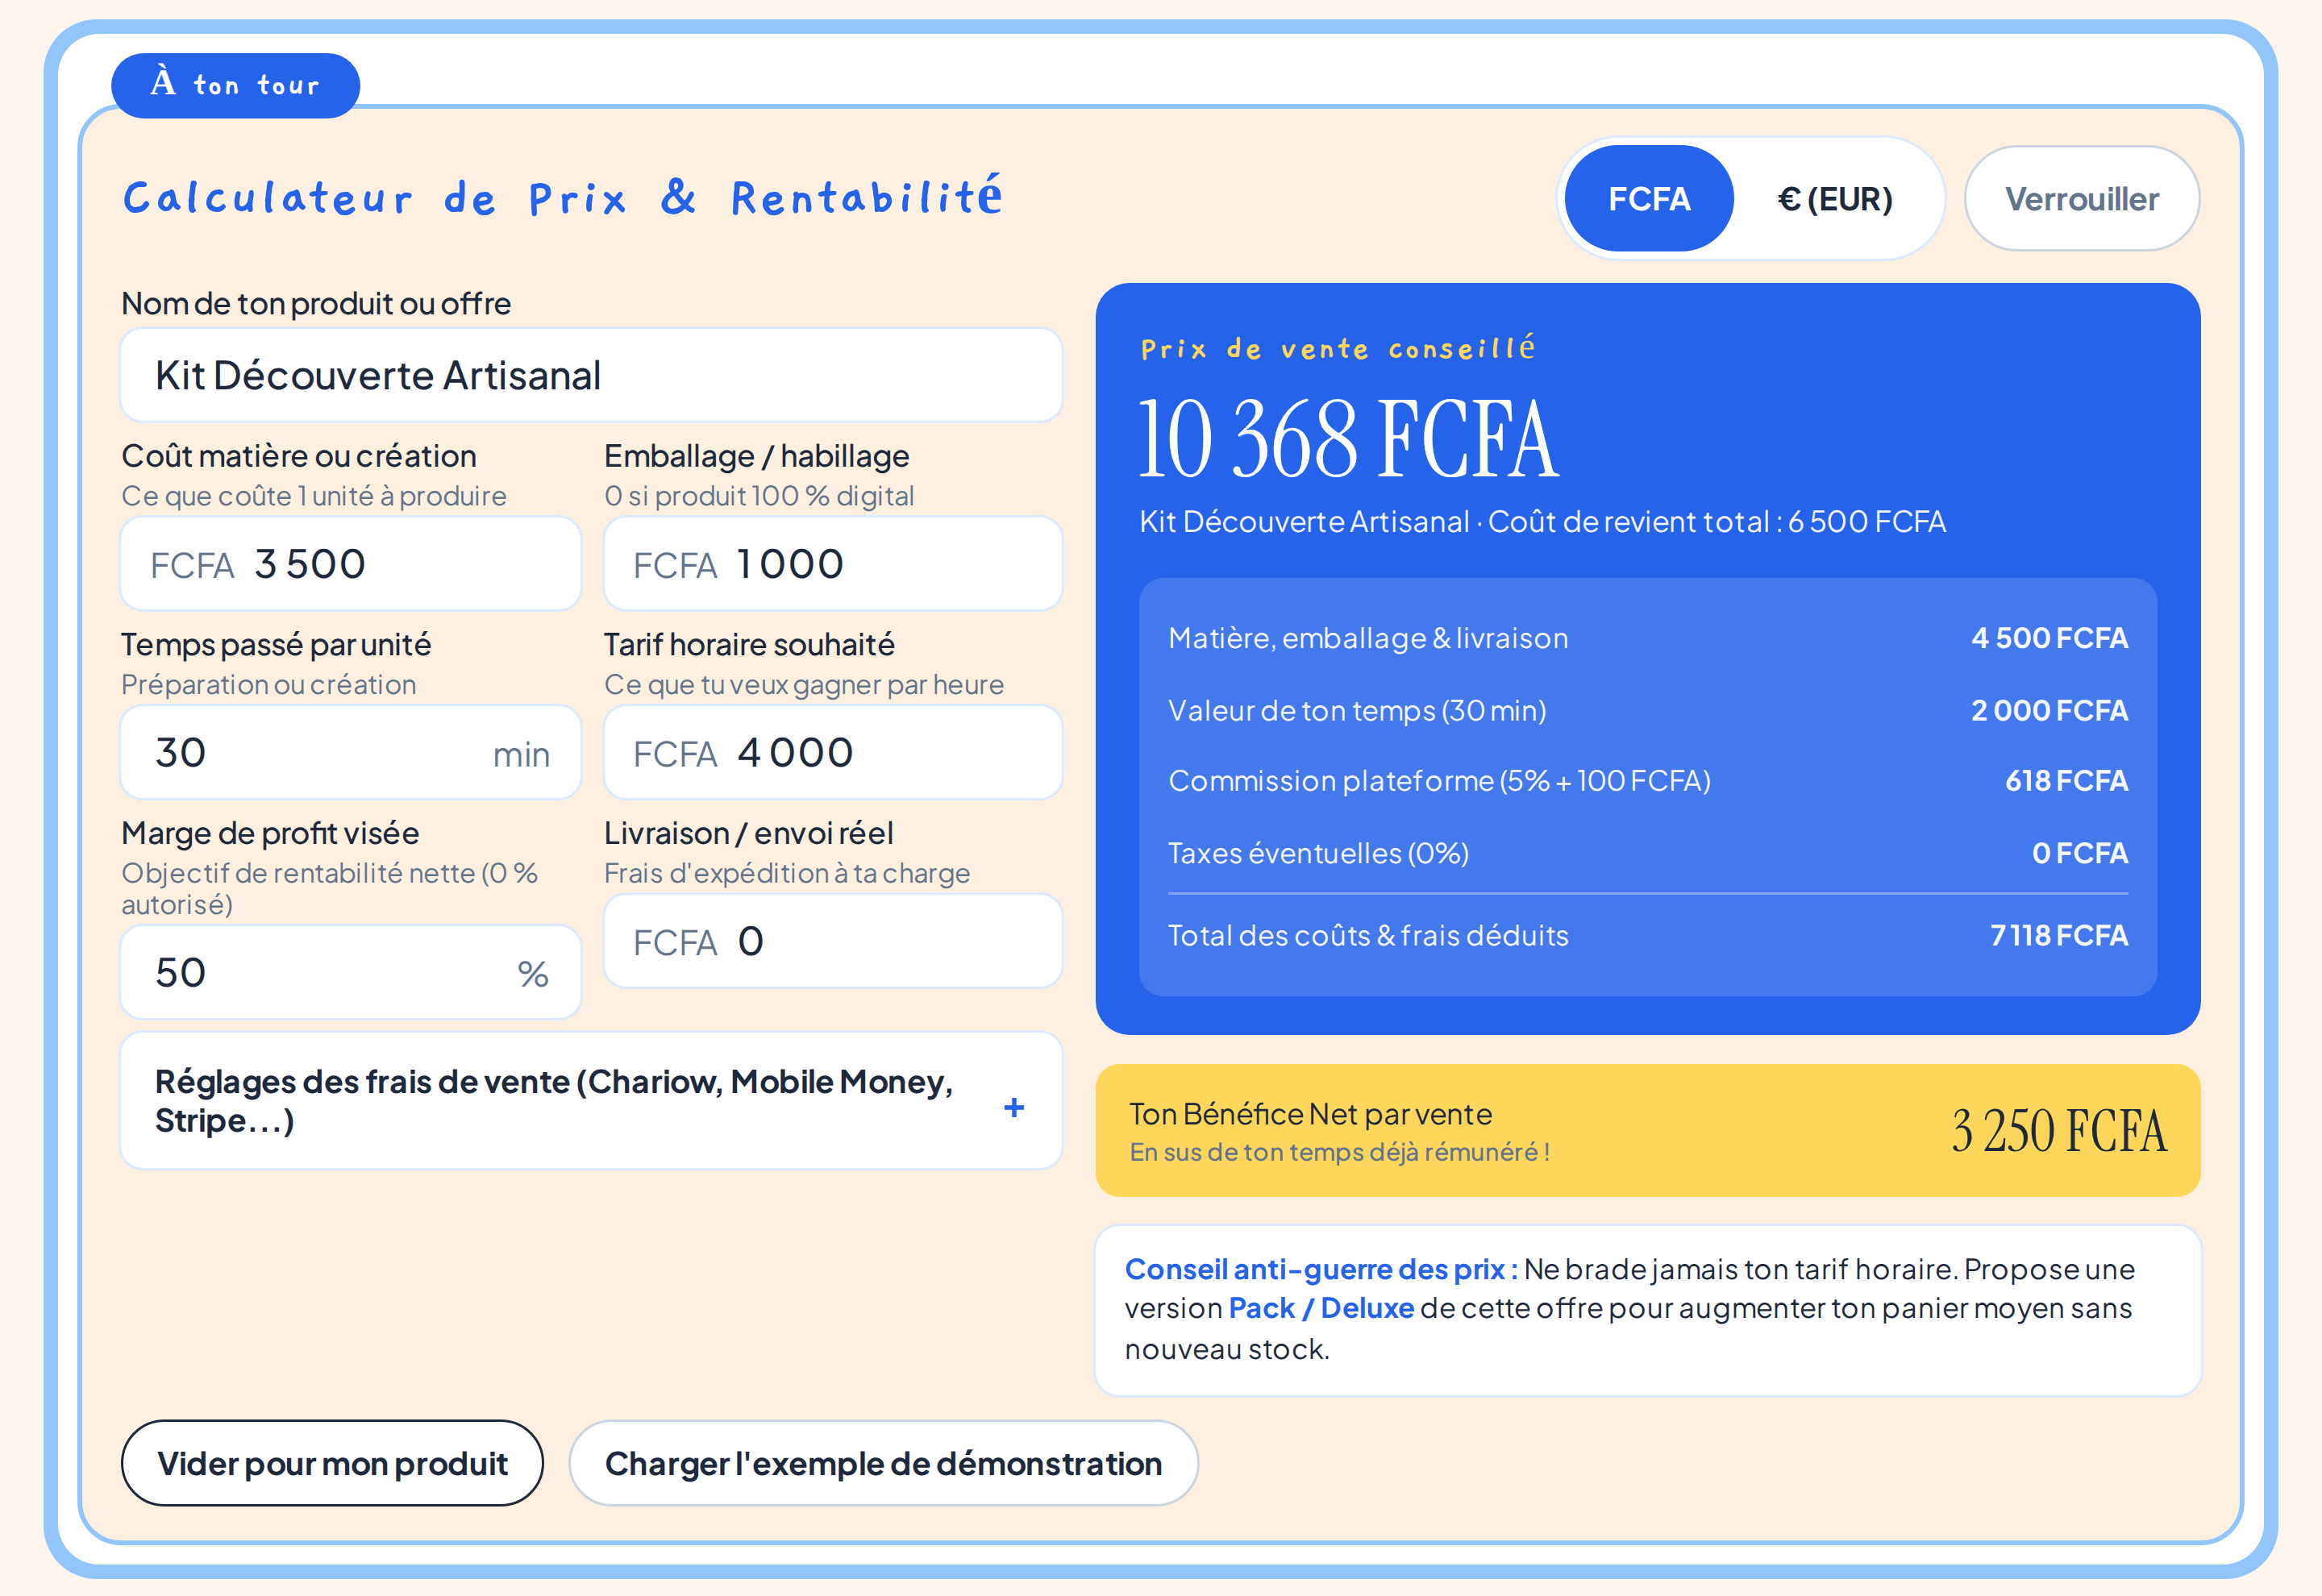 À ton tour
Calculateur de Prix & Rentabilité
FCFA
€ (EUR)
Verrouiller
Nom de ton produit ou offre
Kit Découverte Artisanal
Coût matière ou création
Ce que coûte 1 unité à produire
FCFA 3 500
Emballage / habillage
0 si produit 100 % digital
FCFA 1 000
Temps passé par unité
Préparation ou création
30 min
Tarif horaire souhaité
Ce que tu veux gagner par heure
FCFA 4 000
Marge de profit visée
Objectif de rentabilité nette (0 %
autorisé)
50 %
Livraison / envoi réel
Frais d'expédition à ta charge
FCFA 0
Réglages des frais de vente (Chariow, Mobile Money,
Stripe...)
+
Prix de vente conseillé
10 368 FCFA
Kit Découverte Artisanal · Coût de revient total : 6 500 FCFA
Matière, emballage & livraison 4 500 FCFA
Valeur de ton temps (30 min) 2 000 FCFA
Commission plateforme (5% + 100 FCFA) 618 FCFA
Taxes éventuelles (0%) 0 FCFA
Total des coûts & frais déduits 7 118 FCFA
Ton Bénéfice Net par vente
En sus de ton temps déjà rémunéré !
3 250 FCFA
Conseil anti-guerre des prix : Ne brade jamais ton tarif horaire. Propose une
version Pack / Deluxe de cette offre pour augmenter ton panier moyen sans
nouveau stock.
Vider pour mon produit
Charger l'exemple de démonstration